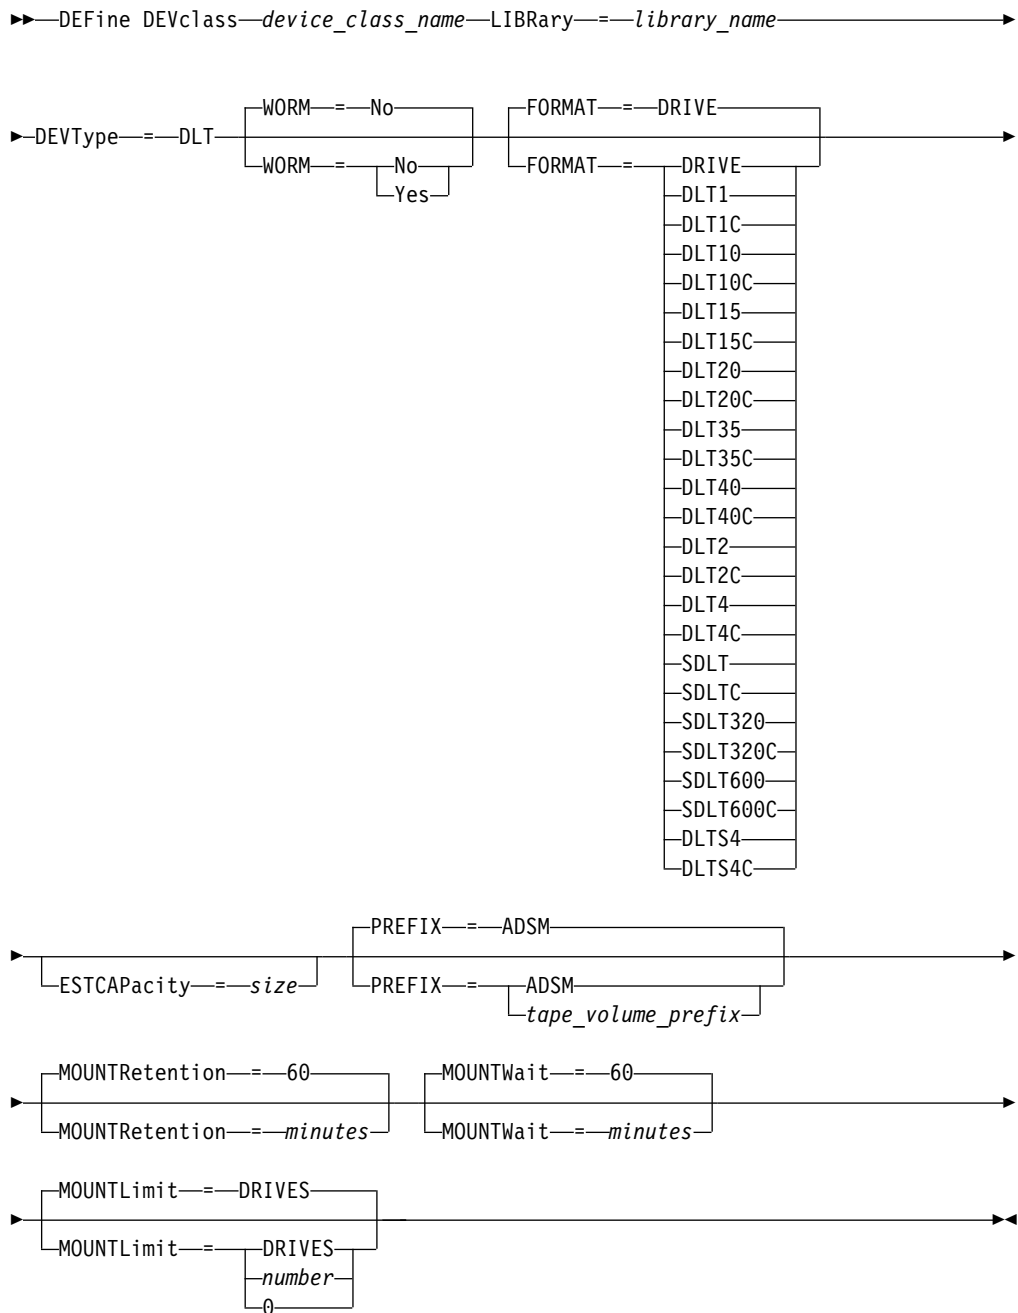 DEFine DEVclass device_class_name LIBRary = library_name
WORM = No FORMAT = DRIVE
DEVType = DLT
WORM = No FORMAT = DRIVE
Yes DLT1
DLT1C
DLT10
DLT10C
DLT15
DLT15C
DLT20
DLT20C
DLT35
DLT35C
DLT40
DLT40C
DLT2
DLT2C
DLT4
DLT4C
SDLT
SDLTC
SDLT320
SDLT320C
SDLT600
SDLT600C
DLTS4
DLTS4C
PREFIX = ADSM
ESTCAPacity = size PREFIX = ADSM
tape_volume_prefix
MOUNTRetention = 60 MOUNTWait = 60
MOUNTRetention = minutes MOUNTWait = minutes
MOUNTLimit = DRIVES
MOUNTLimit = DRIVES
number
0